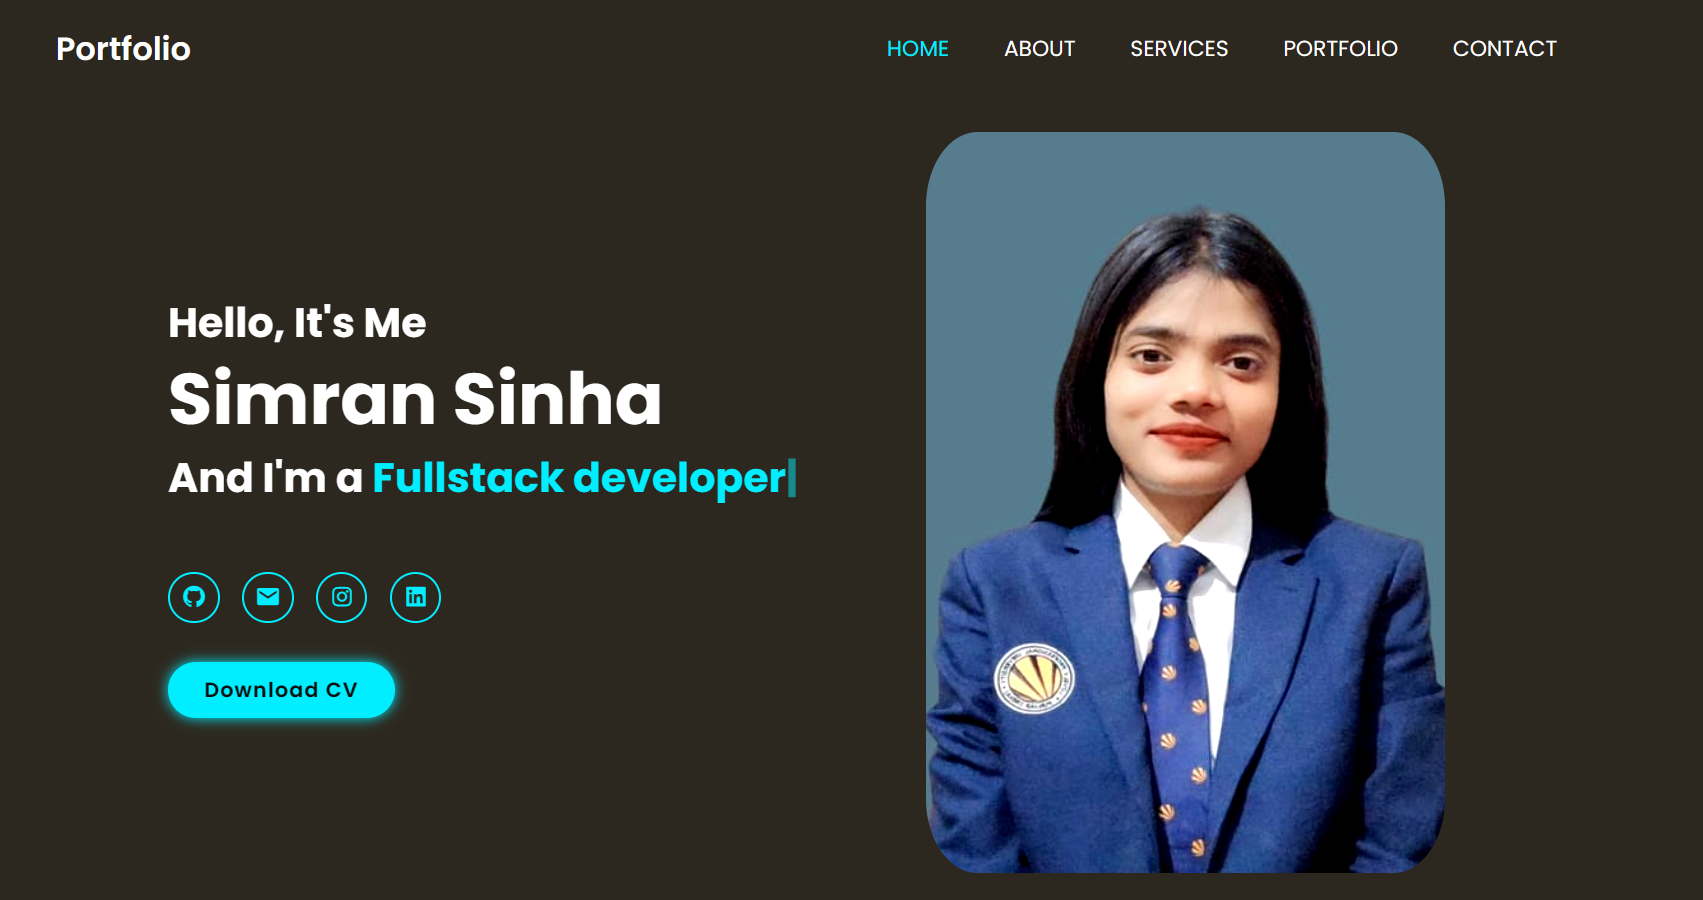 Portfolio
HOME ABOUT SERVICES PORTFOLIO CONTACT
Hello, It's Me
Simran Sinha
And I'm a Fullstack developer
Download CV